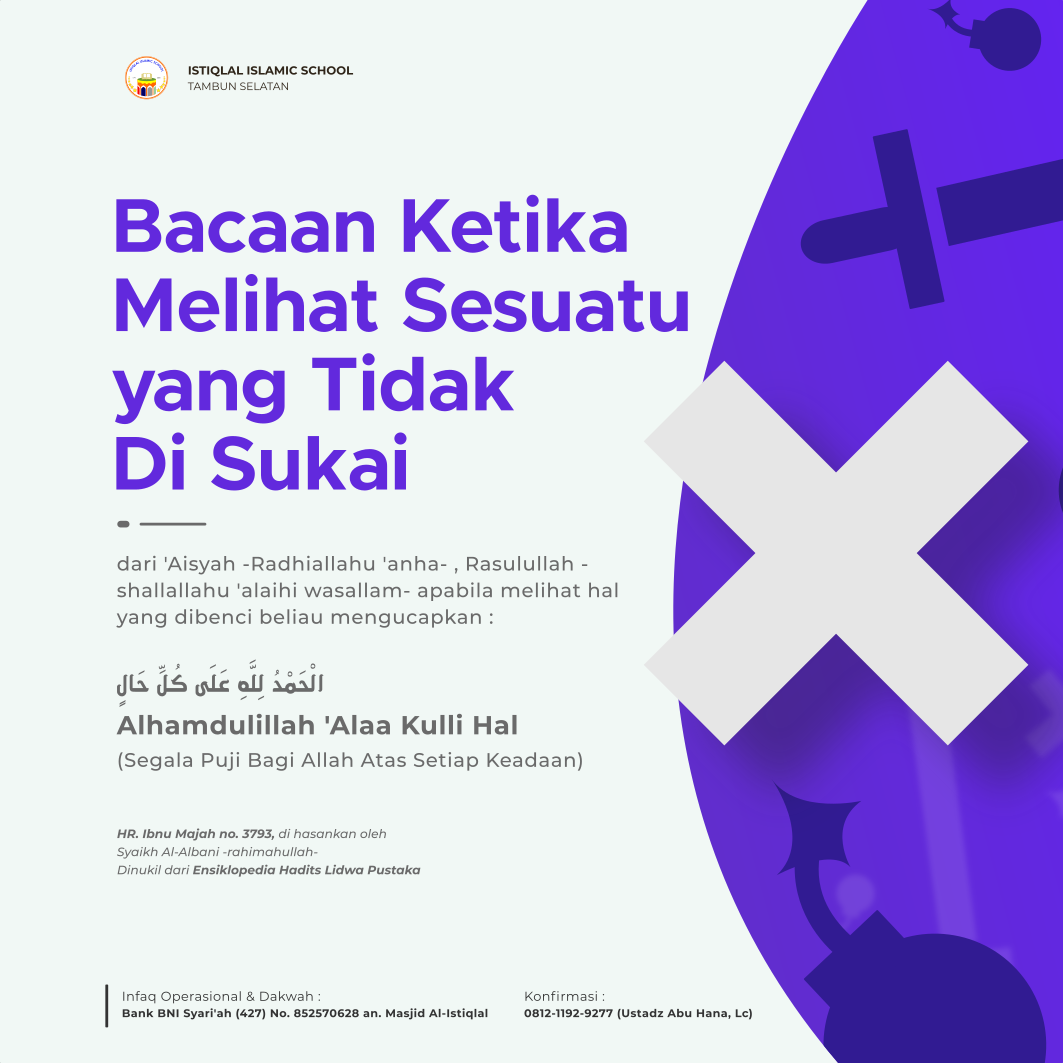 ISTIQLAL ISLAMIC SCHOOL
TAMBUN SELATAN
Bacaan Ketika
Melihat Sesuatu
yang Tidak
Di Sukai
dari 'Aisyah -Radhiallahu 'anha- , Rasulullah -
shallallahu 'alaihi wasallam- apabila melihat hal
yang dibenci beliau mengucapkan :
الْحَمْدُ لِلَّهِ عَلَى كُلِّ حَالٍ
Alhamdulillah 'Alaa Kulli Hal
(Segala Puji Bagi Allah Atas Setiap Keadaan)
HR. Ibnu Majah no. 3793, di hasankan oleh
Syaikh Al-Albani -rahimahullah-
Dinukil dari Ensiklopedia Hadits Lidwa Pustaka
Infaq Operasional & Dakwah :
Bank BNI Syari'ah (427) No. 852570628 an. Masjid Al-Istiqlal
Konfirmasi :
0812-1192-9277 (Ustadz Abu Hana, Lc)